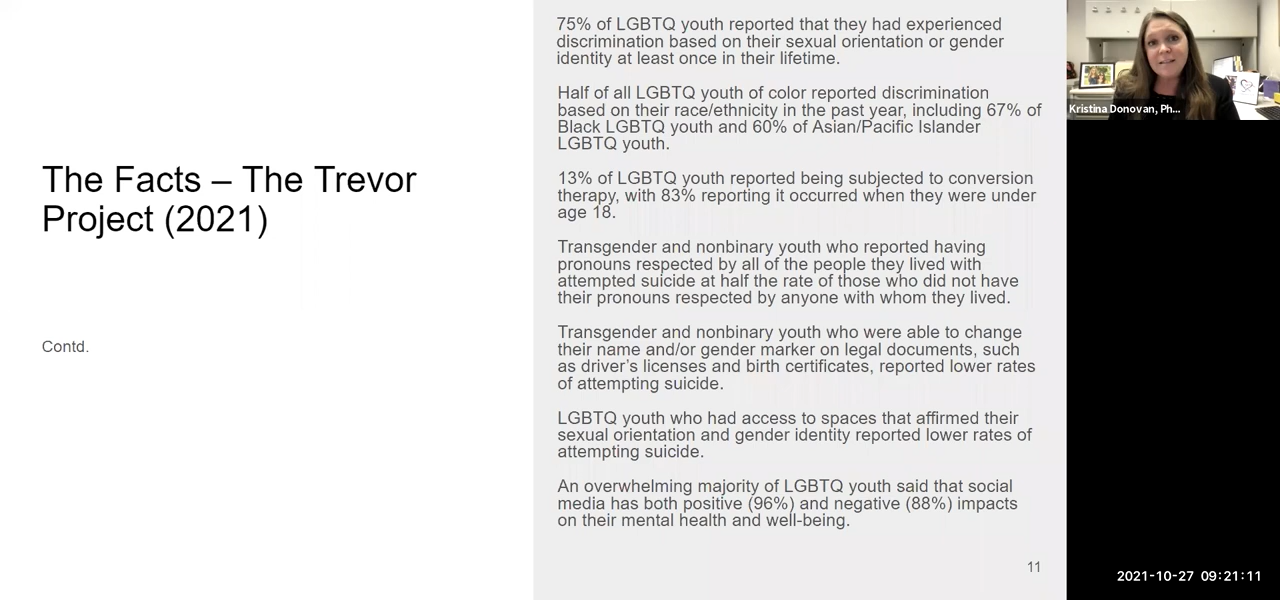 The Facts – The Trevor
Project (2021)
Contd.
75% of LGBTQ youth reported that they had experienced
discrimination based on their sexual orientation or gender
identity at least once in their lifetime.
Half of all LGBTQ youth of color reported discrimination
based on their race/ethnicity in the past year, including 67% of
Black LGBTQ youth and 60% of Asian/Pacific Islander
LGBTQ youth.
13% of LGBTQ youth reported being subjected to conversion
therapy, with 83% reporting it occurred when they were under
age 18.
Transgender and nonbinary youth who reported having
pronouns respected by all of the people they lived with
attempted suicide at half the rate of those who did not have
their pronouns respected by anyone with whom they lived.
Transgender and nonbinary youth who were able to change
their name and/or gender marker on legal documents, such
as driver’s licenses and birth certificates, reported lower rates
of attempting suicide.
LGBTQ youth who had access to spaces that affirmed their
sexual orientation and gender identity reported lower rates of
attempting suicide.
An overwhelming majority of LGBTQ youth said that social
media has both positive (96%) and negative (88%) impacts
on their mental health and well-being.
11
Kristina Donovan, Ph...
2021-10-27 09:21:11